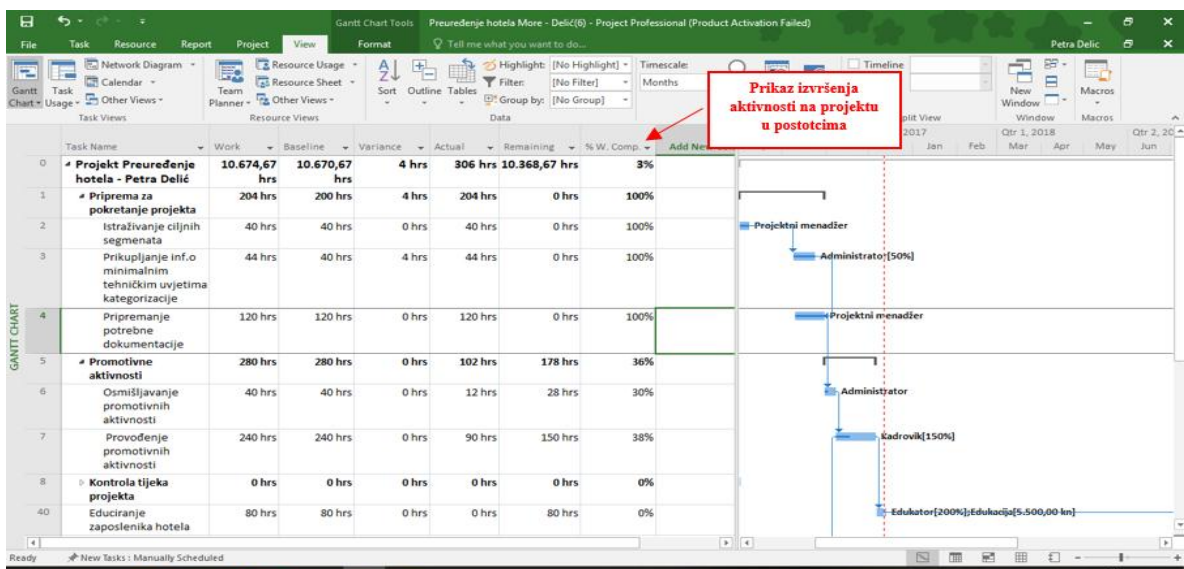 Gantt Chart Tools Preuređenje hotela More - Delić(6) - Project Professional (Product Activation Failed)
File Task Resource Report Project View Format Tell me what you want to do... Petra Delic
Gantt Chart
Task Usage
Network Diagram
Calendar
Other Views
Task Views
Team Planner
Resource Usage
Resource Sheet
Other Views
Resource Views
Sort Outline Tables
Highlight: [No Highlight]
Filter: [No Filter]
Group by: [No Group]
Data
Timescale:
Months
Timeline
plit View
New Window
Window
Macros
Macros
Prikaz izvršenja
aktivnosti na projektu
u postotcima
Task Name Work Baseline Variance Actual Remaining % W. Comp. Add New
2017 Qtr 1, 2018 Qtr 2, 20
Jan Feb Mar Apr May Jun
0 Projekt Preuređenje 10.674,67 10.670,67 4 hrs 306 hrs 10.368,67 hrs 3%
hotela - Petra Delić hrs hrs
1 Priprema za 204 hrs 200 hrs 4 hrs 204 hrs 0 hrs 100%
pokretanje projekta
2 Istraživanje ciljnih 40 hrs 40 hrs 0 hrs 40 hrs 0 hrs 100% Projektni menadžer
segmenata
3 Prikupljanje inf.o 44 hrs 40 hrs 4 hrs 44 hrs 0 hrs 100% Administrator[50%]
minimalnim
tehničkim uvjetima
kategorizacije
4 Pripremanje 120 hrs 120 hrs 0 hrs 120 hrs 0 hrs 100% Projektni menadžer
potrebne
dokumentacije
5 Promotivne 280 hrs 280 hrs 0 hrs 102 hrs 178 hrs 36%
aktivnosti
6 Osmišljavanje 40 hrs 40 hrs 0 hrs 12 hrs 28 hrs 30% Administrator
promotivnih
aktivnosti
7 Provođenje 240 hrs 240 hrs 0 hrs 90 hrs 150 hrs 38% Kadrovik[150%]
promotivnih
aktivnosti
8 Kontrola tijeka 0 hrs 0 hrs 0 hrs 0 hrs 0 hrs 0%
projekta
40 Educiranje 80 hrs 80 hrs 0 hrs 0 hrs 80 hrs 0% Edukator[200%];Edukacija[5.500,00 kn]
zaposlenika hotela
GANTT CHART
Ready New Tasks : Manually Scheduled